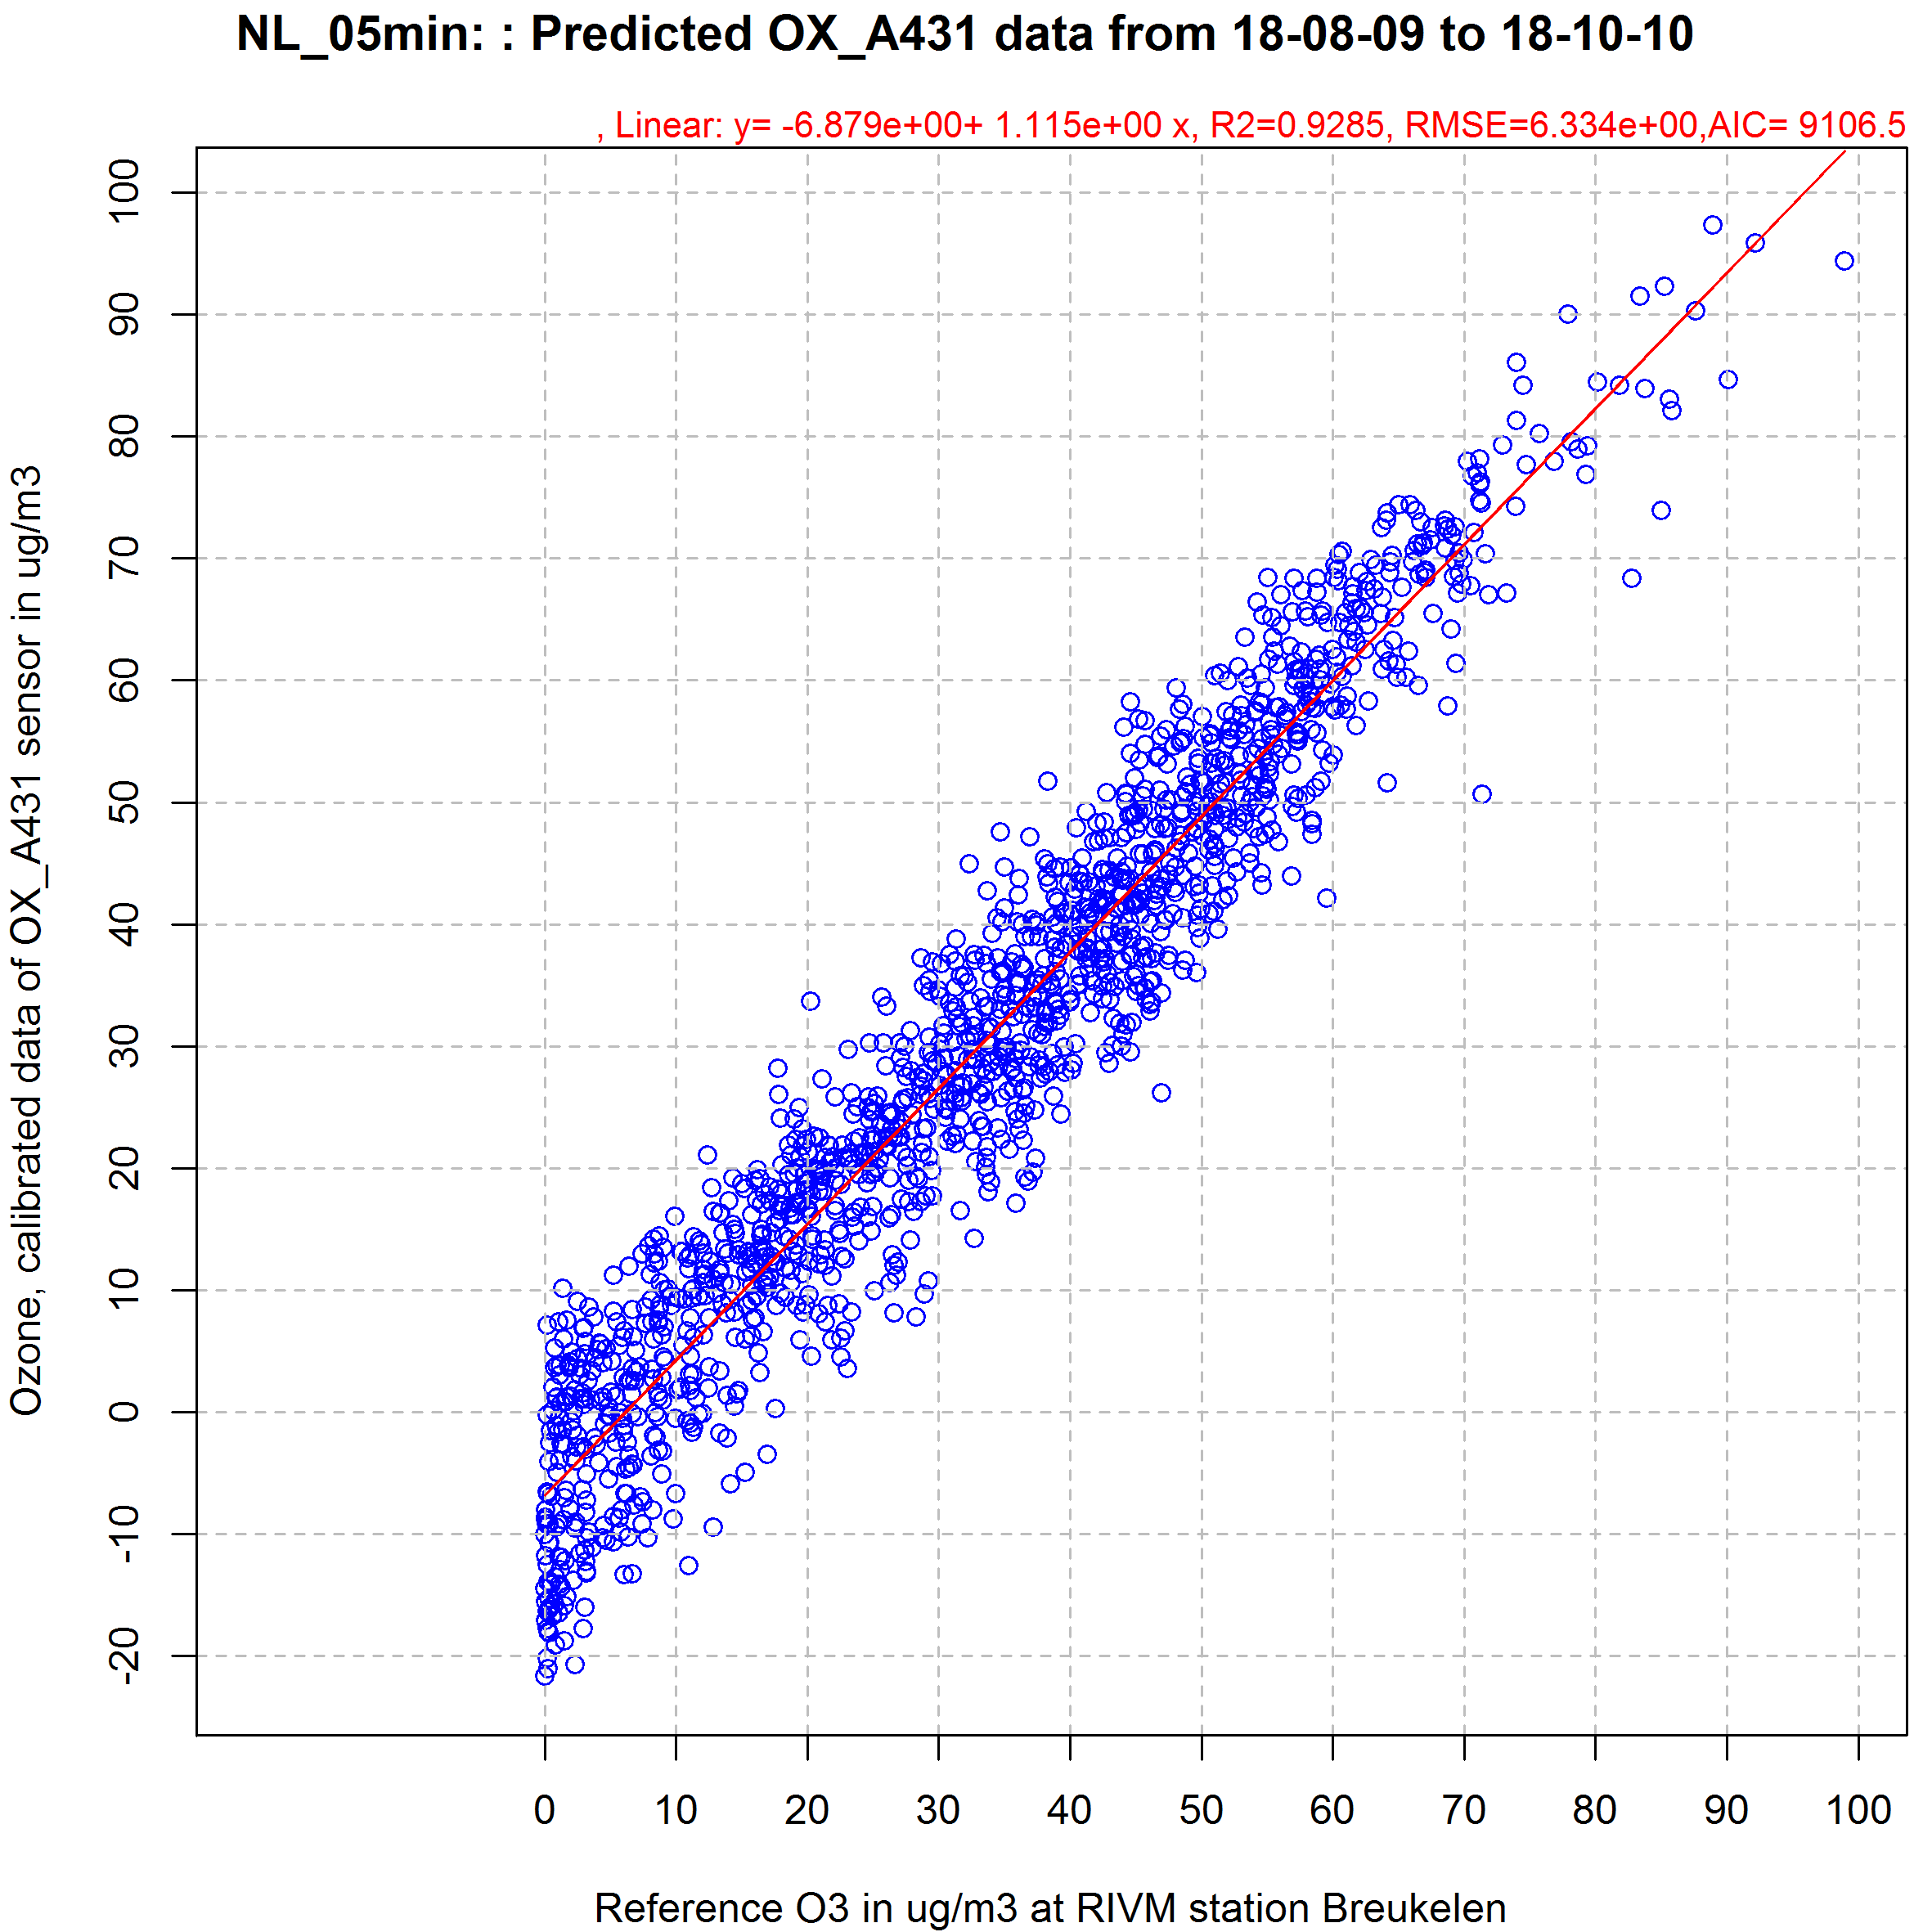 NL_05min: : Predicted OX_A431 data from 18-08-09 to 18-10-10
, Linear: y= -6.879e+00+ 1.115e+00 x, R2=0.9285, RMSE=6.334e+00,AIC= 9106.5
Ozone, calibrated data of OX_A431 sensor in ug/m3
100
90
80
70
60
50
40
30
20
10
0
-10
-20
0 10 20 30 40 50 60 70 80 90 100
Reference O3 in ug/m3 at RIVM station Breukelen